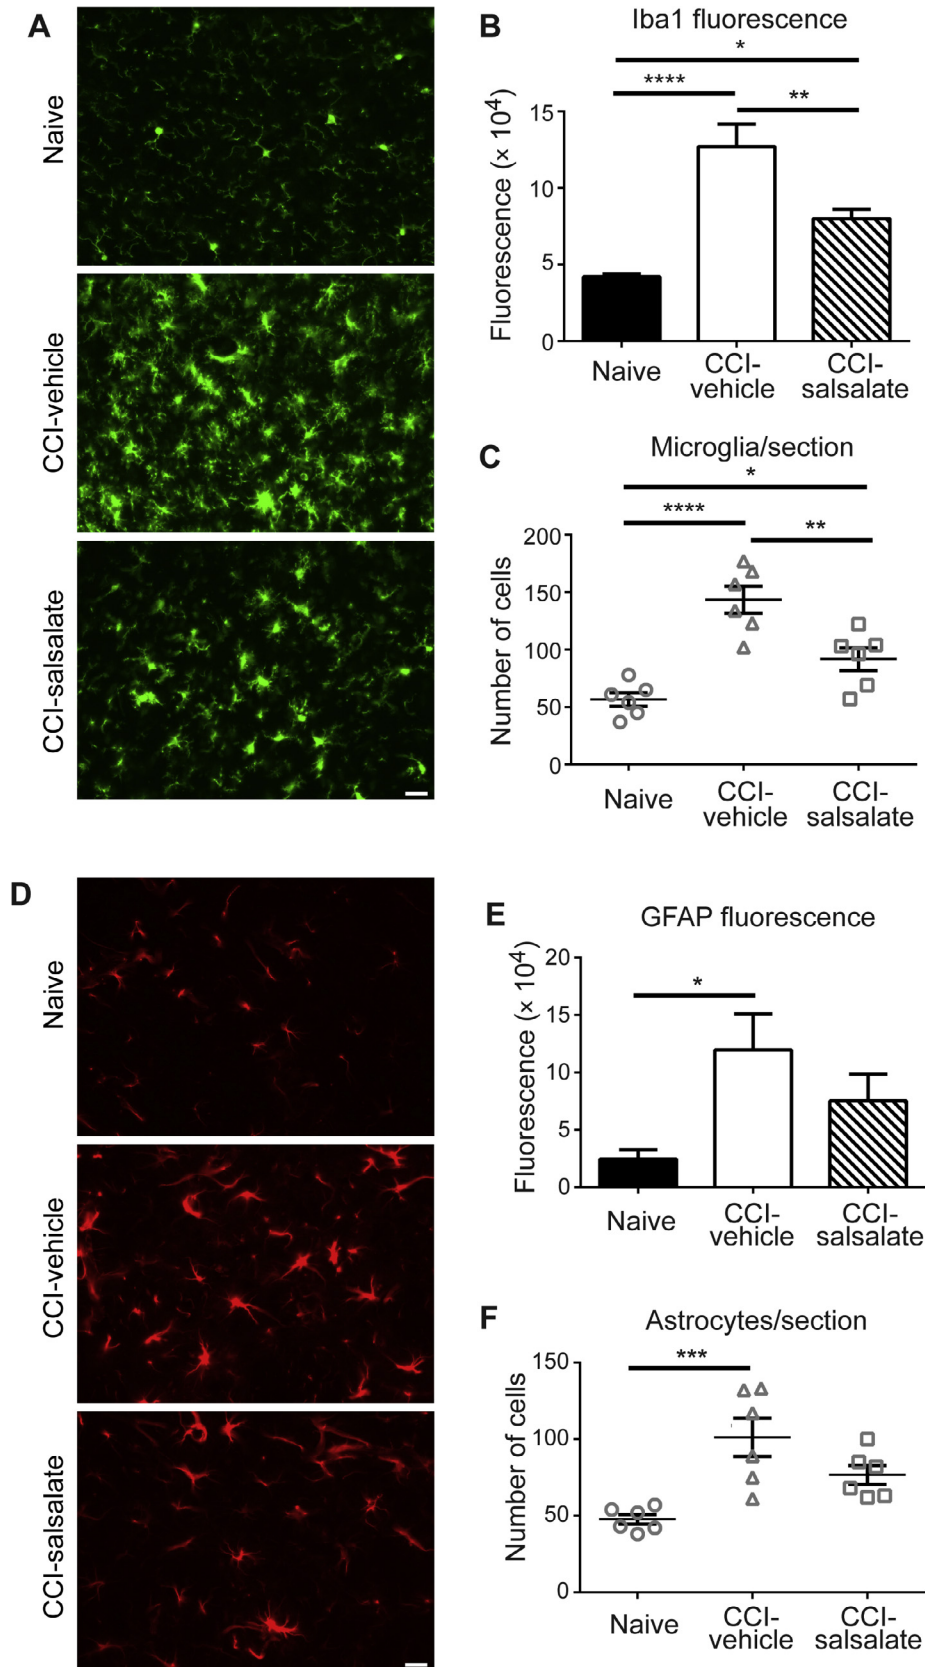 A
Naive
CCI-vehicle
CCI-salsalate
B
Iba1 fluorescence
*
****
**
Fluorescence (× 10⁴)
15
10
5
0
Naive
CCI-
vehicle
CCI-
salsalate
C
Microglia/section
*
****
**
Number of cells
200
150
100
50
0
Naive
CCI-
vehicle
CCI-
salsalate
D
Naive
CCI-vehicle
CCI-salsalate
E
GFAP fluorescence
*
Fluorescence (× 10⁴)
20
15
10
5
0
Naive
CCI-
vehicle
CCI-
salsalate
F
Astrocytes/section
***
Number of cells
150
100
50
0
Naive
CCI-
vehicle
CCI-
salsalate